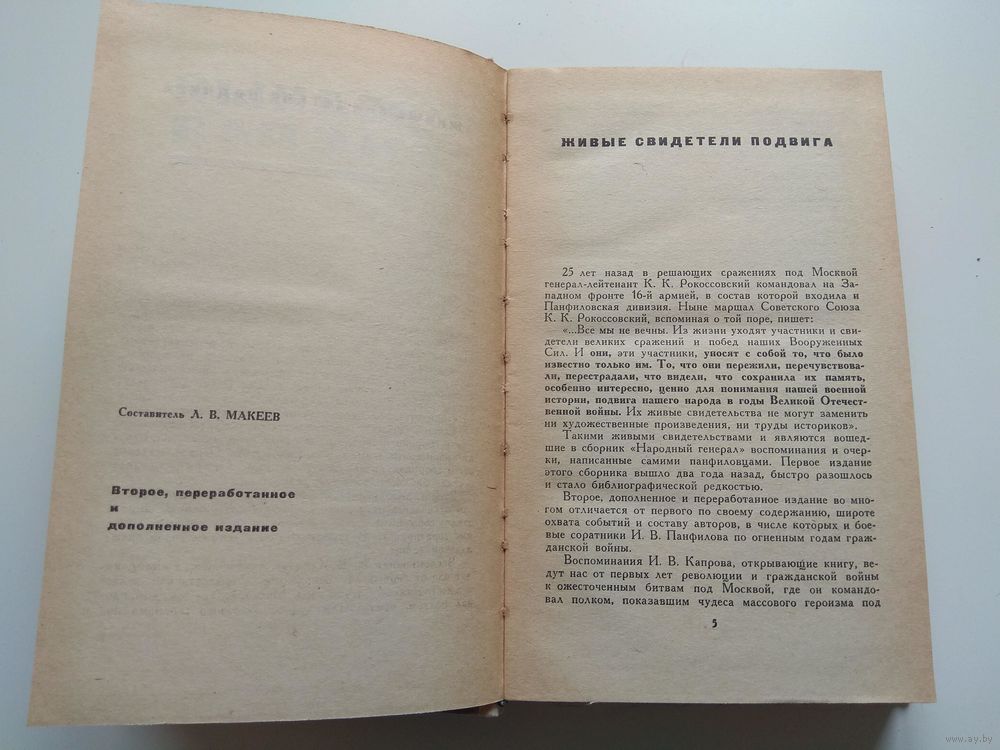 Составитель Л. В. МАКЕЕВ
Второе, переработанное
и
дополненное издание
ЖИВЫЕ СВИДЕТЕЛИ ПОДВИГА
25 лет назад в решающих сражениях под Москвой
генерал-лейтенант К. К. Рокоссовский командовал на За-
падном фронте 16-й армией, в состав которой входила и
Панфиловская дивизия. Ныне маршал Советского Союза
К. К. Рокоссовский, вспоминая о той поре, пишет:
—«...Все мы не вечны. Из жизни уходят участники и сви-
детели великих сражений и побед наших Вооруженных
Сил. И они, эти участники, уносят с собой то, что было
известно только им. То, что они пережили, перечувствова-
ли, перестрадали, что видели, что сохранила их память,
особенно интересно, ценно для понимания нашей военной
истории, подвига нашего народа в годы Великой Отечест-
венной войны. Их живые свидетельства не могут заменить
ни художественные произведения, ни труды историков».
Такими живыми свидетельствами и являются вошед-
шие в сборник «Народный генерал» воспоминания и очер-
ки, написанные самими панфиловцами. Первое издание
этого сборника вышло два года назад, быстро разошлось
и стало библиографической редкостью.
Второе, дополненное и переработанное издание во мно-
гом отличается от первого по своему содержанию, широте
охвата событий и составу авторов, в числе которых и бое-
вые соратники И. В. Панфилова по огненным годам граж-
данской войны.
Воспоминания И. В. Капрова, открывающие книгу, ве-
дут нас от первых лет революции и гражданской войны
к ожесточенным битвам под Москвой, где он командо-
вал полком, показавшим чудеса массового героизма под
5
www.ay.by